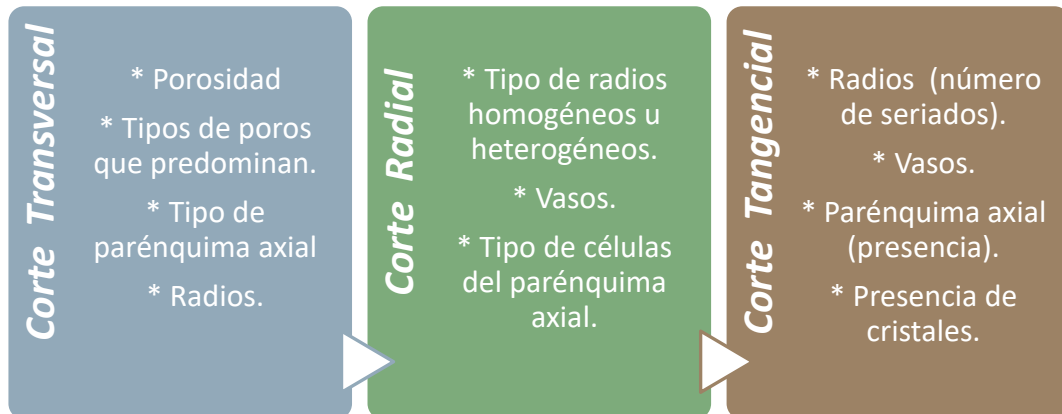 Corte Transversal
* Porosidad
* Tipos de poros
que predominan.
* Tipo de
parénquima axial
* Radios.
Corte Radial
* Tipo de radios
homogéneos u
heterogéneos.
* Vasos.
* Tipo de células
del parénquima
axial.
Corte Tangencial
* Radios (número
de seriados).
* Vasos.
* Parénquima axial
(presencia).
* Presencia de
cristales.